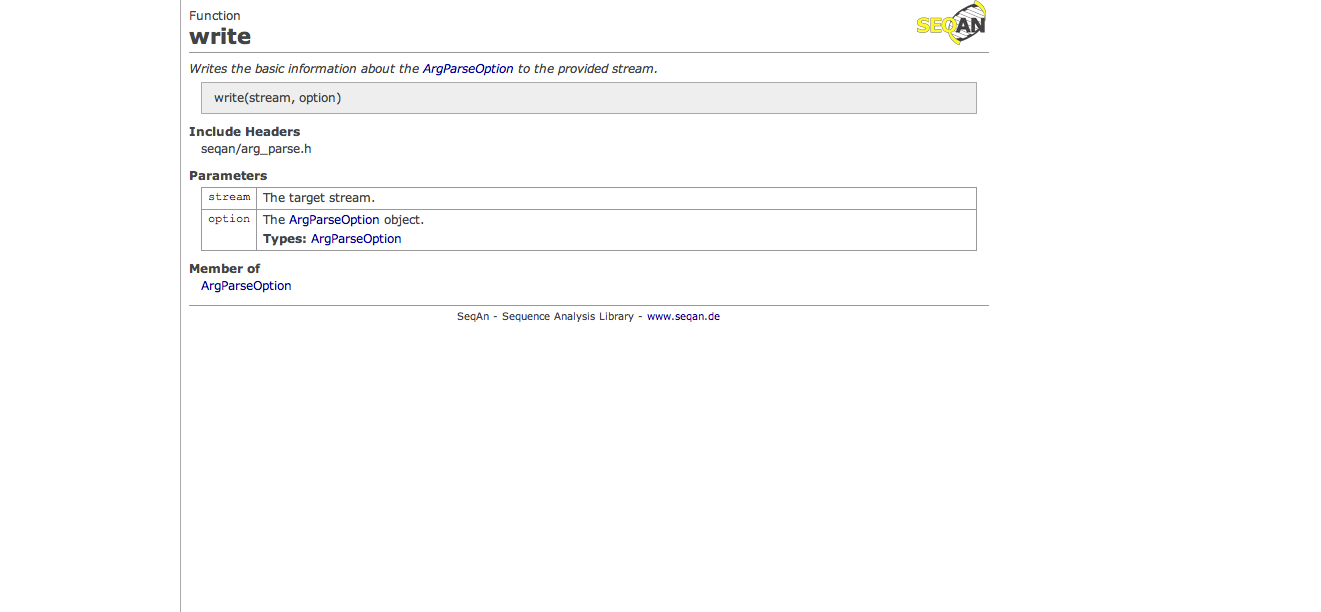 Function
write
SEQAN
Writes the basic information about the ArgParseOption to the provided stream.
write(stream, option)
Include Headers
seqan/arg_parse.h
Parameters
stream The target stream.
option The ArgParseOption object.
Types: ArgParseOption
Member of
ArgParseOption
SeqAn - Sequence Analysis Library - www.seqan.de